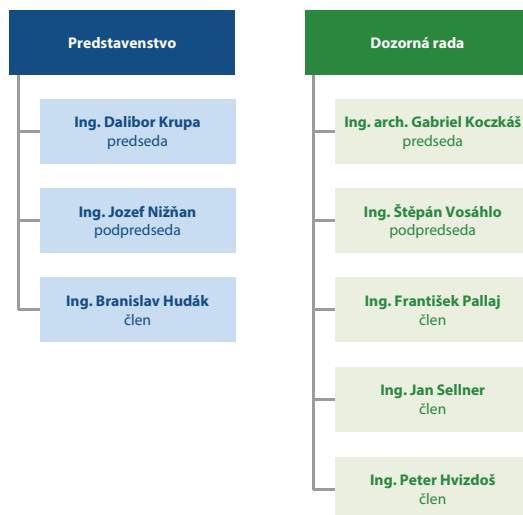 Predstavenstvo
Ing. Dalibor Krupa
predseda
Ing. Jozef Nižňan
podpredseda
Ing. Branislav Hudák
člen
Dozorná rada
Ing. arch. Gabriel Koczkáš
predseda
Ing. Štěpán Vosáhlo
podpredseda
Ing. František Pallaj
člen
Ing. Jan Sellner
člen
Ing. Peter Hvizdoš
člen